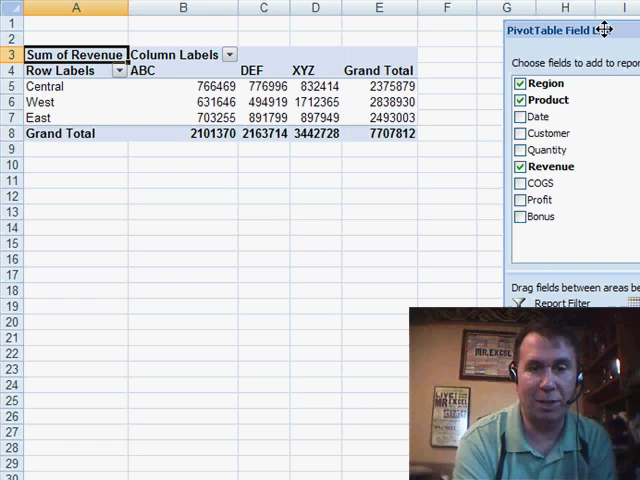 A B C D E F G H I
1
2
3 Sum of Revenue Column Labels
4 Row Labels ABC DEF XYZ Grand Total
5 Central 766469 776996 832414 2375879
6 West 631646 494919 1712365 2838930
7 East 703255 891799 897949 2493003
8 Grand Total 2101370 2163714 3442728 7707812
9
10
11
12
13
14
15
16
17
18
19
20
21
22
23
24
25
26
27
28
29
30
PivotTable Field L
Choose fields to add to repor
Region
Product
Date
Customer
Quantity
Revenue
COGS
Profit
Bonus
Drag fields between areas be
Report Filter
MR.EXCEL
LIVE!
MR EXCEL